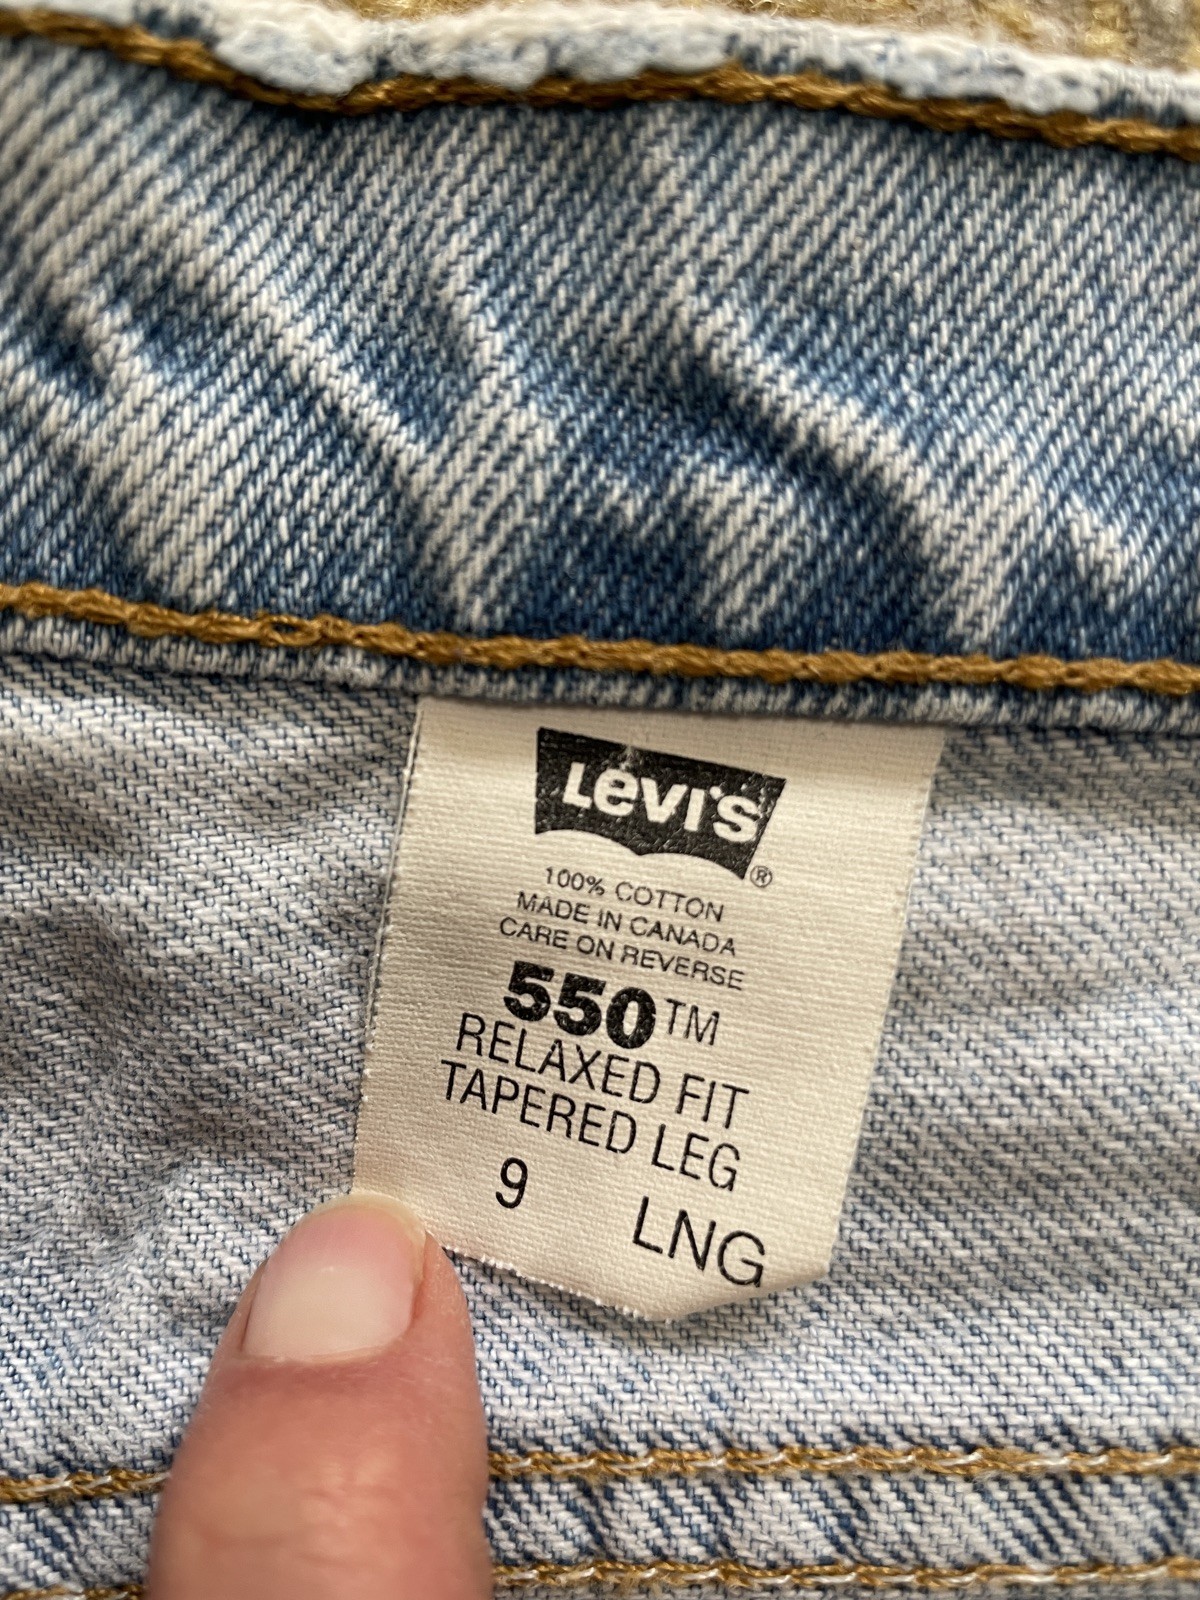 Levi's®
100% COTTON
MADE IN CANADA
CARE ON REVERSE
550™
RELAXED FIT
TAPERED LEG
9 LNG